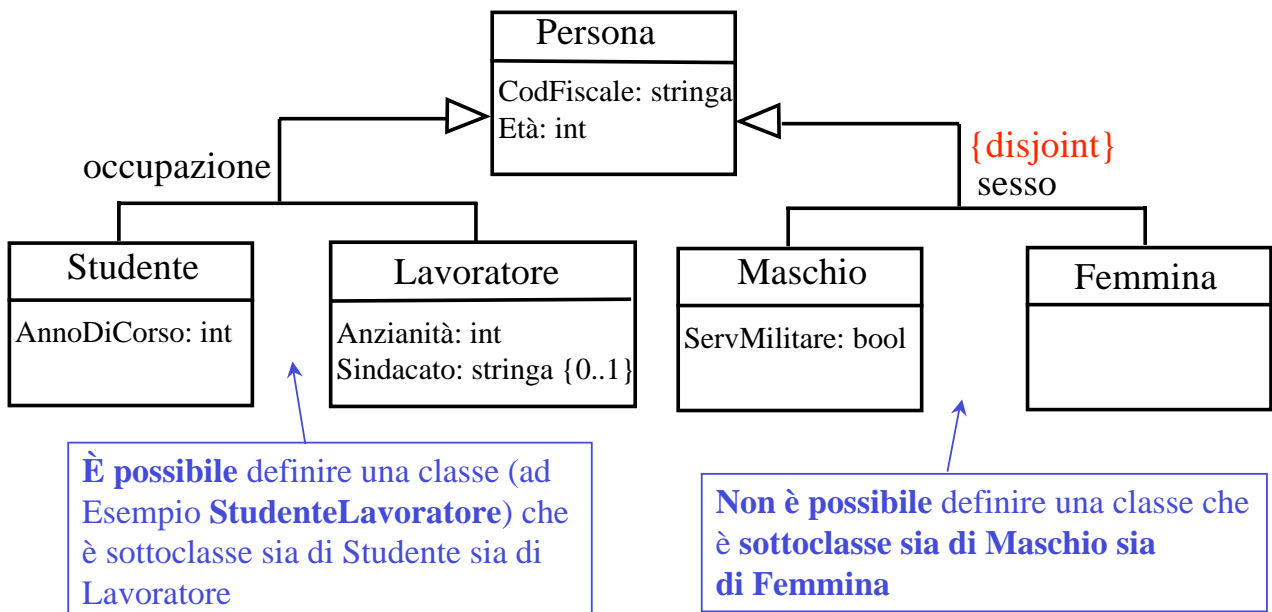 Persona
CodFiscale: stringa
Età: int
occupazione
{disjoint}
sesso
Studente
AnnoDiCorso: int
Lavoratore
Anzianità: int
Sindacato: stringa {0..1}
Maschio
ServMilitare: bool
Femmina
È possibile definire una classe (ad
Esempio StudenteLavoratore) che
è sottoclasse sia di Studente sia di
Lavoratore
Non è possibile definire una classe che
è sottoclasse sia di Maschio sia
di Femmina